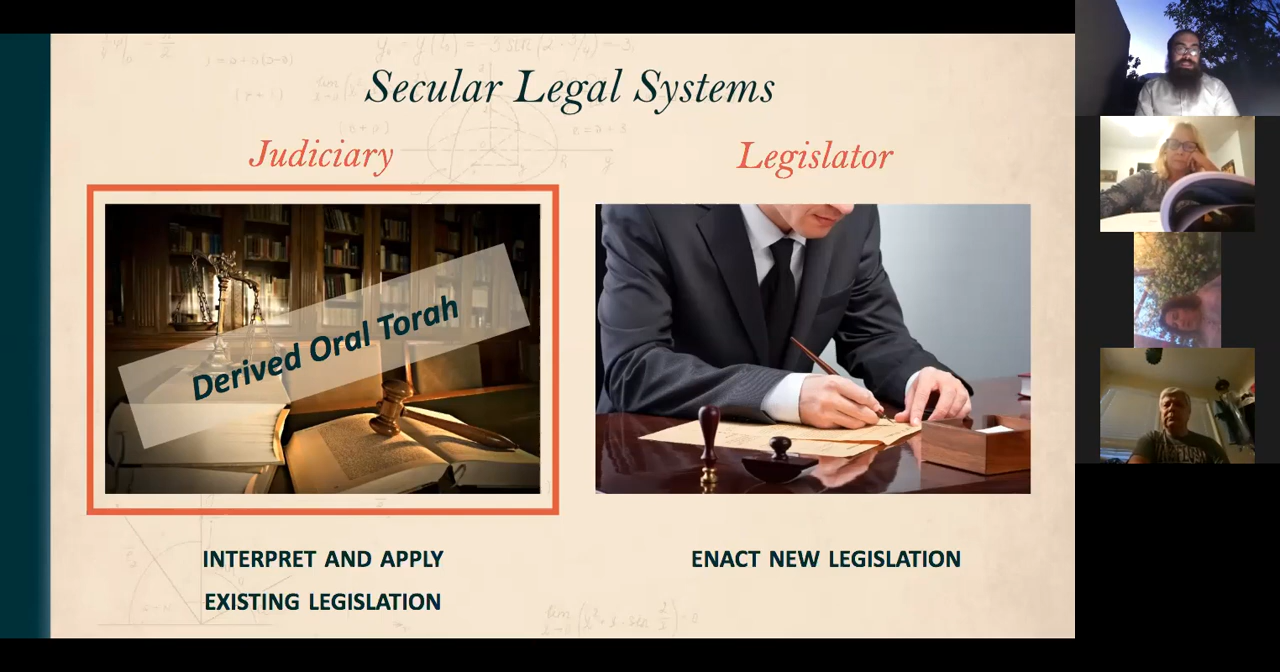 Secular Legal Systems
Judiciary
Legislator
Derived Oral Torah
INTERPRET AND APPLY
EXISTING LEGISLATION
ENACT NEW LEGISLATION